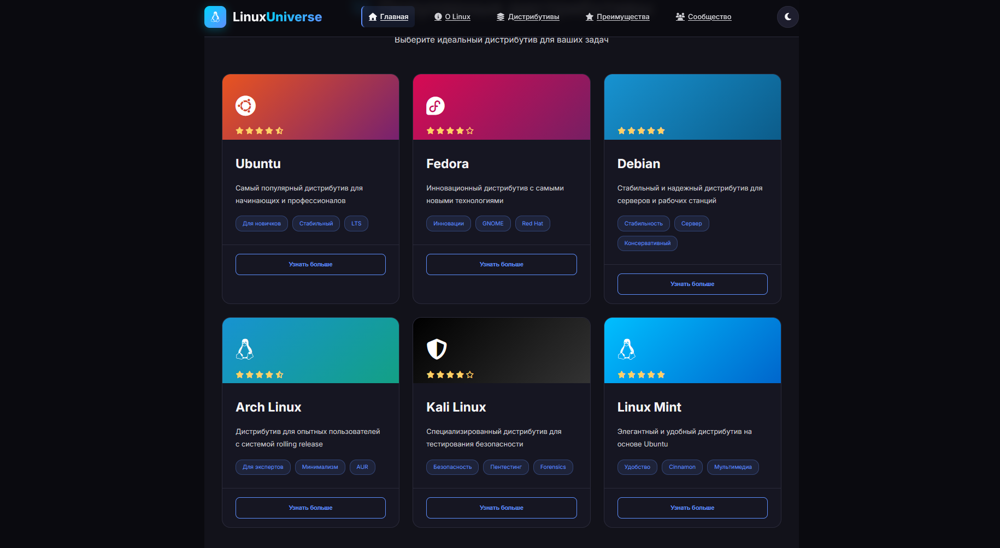 LinuxUniverse
Главная
О Linux
Дистрибутивы
Преимущества
Сообщество
Выберите идеальный дистрибутив для ваших задач
Ubuntu
Самый популярный дистрибутив для
начинающих и профессионалов
Для новичков
Стабильный
LTS
Узнать больше
Fedora
Инновационный дистрибутив с самыми
новыми технологиями
Инновации
GNOME
Red Hat
Узнать больше
Debian
Стабильный и надежный дистрибутив для
серверов и рабочих станций
Стабильность
Сервер
Консервативный
Узнать больше
Arch Linux
Дистрибутив для опытных пользователей
с системой rolling release
Для экспертов
Минимализм
AUR
Узнать больше
Kali Linux
Специализированный дистрибутив для
тестирования безопасности
Безопасность
Пентестинг
Forensics
Узнать больше
Linux Mint
Элегантный и удобный дистрибутив на
основе Ubuntu
Удобство
Cinnamon
Мультимедиа
Узнать больше